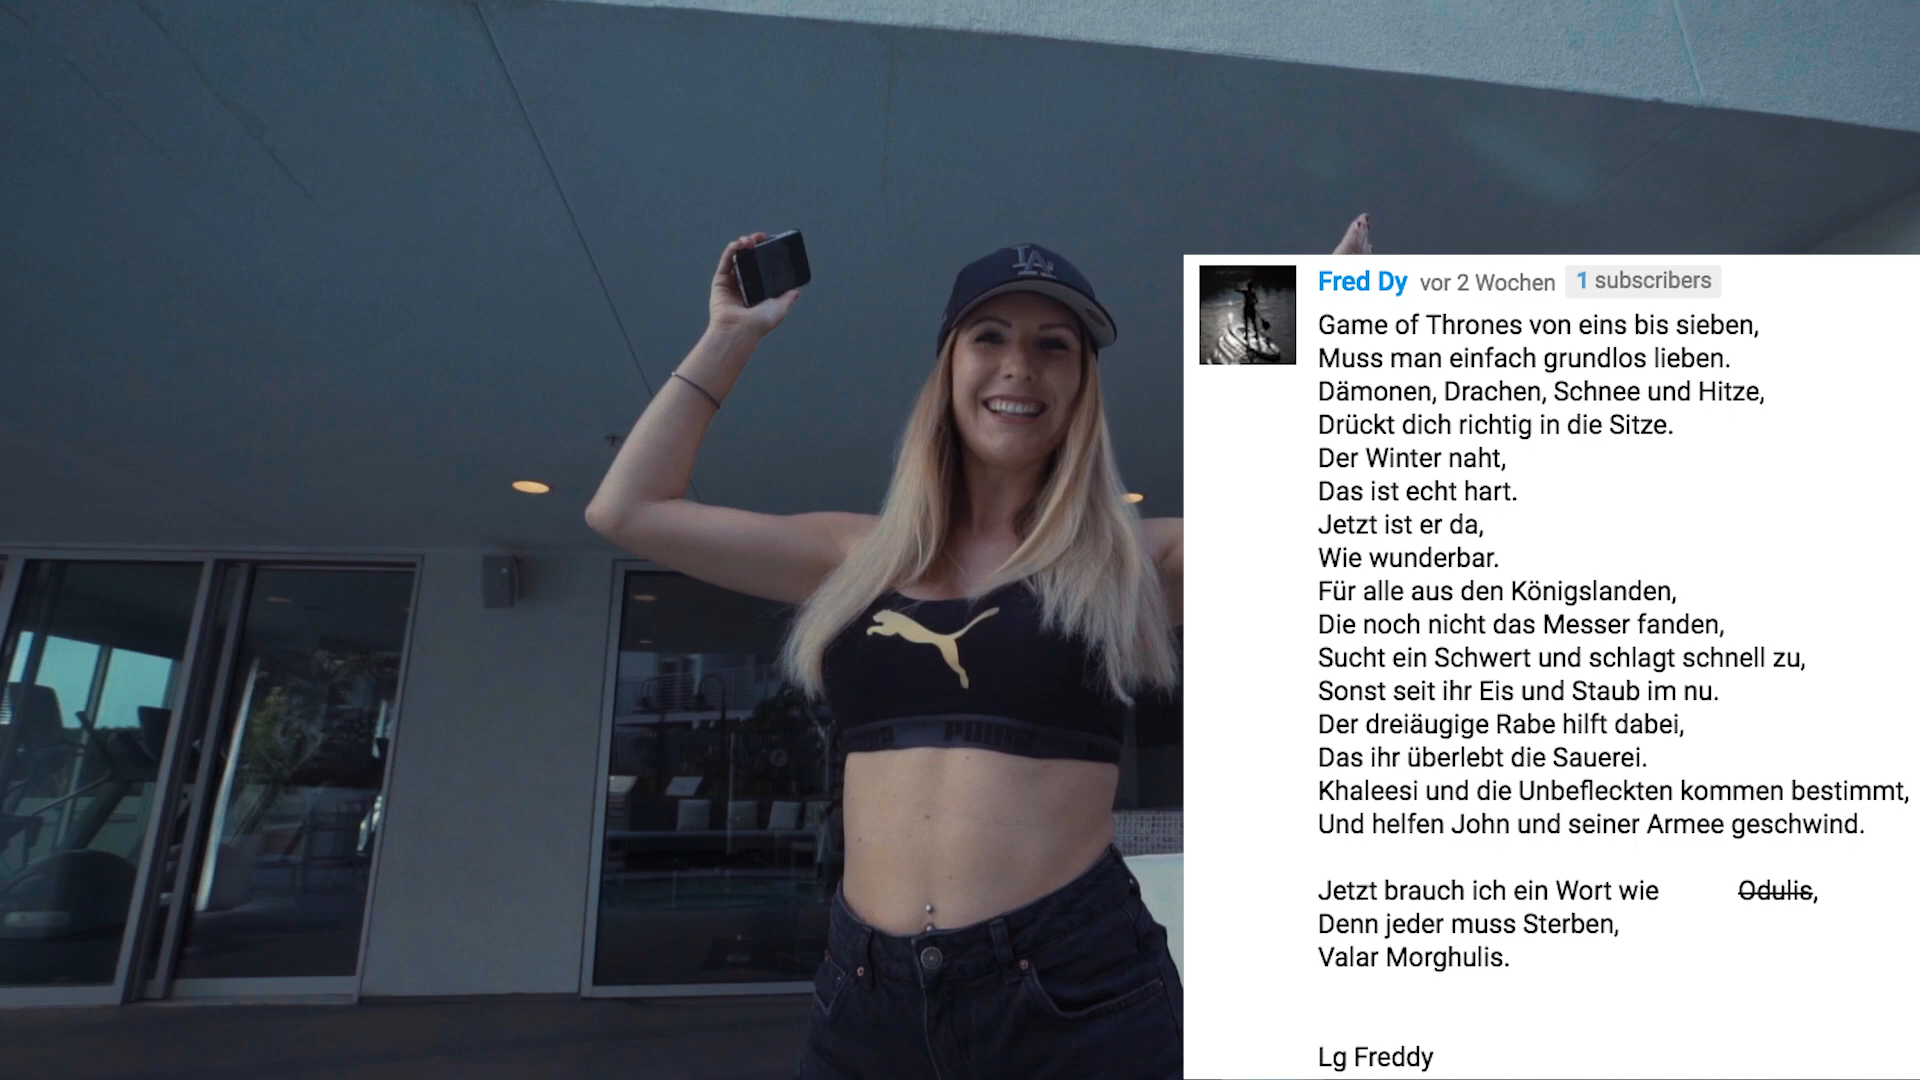 LA
PUMA
Fred Dy vor 2 Wochen 1 subscribers
Game of Thrones von eins bis sieben,
Muss man einfach grundlos lieben.
Dämonen, Drachen, Schnee und Hitze,
Drückt dich richtig in die Sitze.
Der Winter naht,
Das ist echt hart.
Jetzt ist er da,
Wie wunderbar.
Für alle aus den Königslanden,
Die noch nicht das Messer fanden,
Sucht ein Schwert und schlagt schnell zu,
Sonst seit ihr Eis und Staub im nu.
Der dreiäugige Rabe hilft dabei,
Das ihr überlebt die Sauerei.
Khaleesi und die Unbefleckten kommen bestimmt,
Und helfen John und seiner Armee geschwind.
Jetzt brauch ich ein Wort wie Odulis,
Denn jeder muss Sterben,
Valar Morghulis.
Lg Freddy